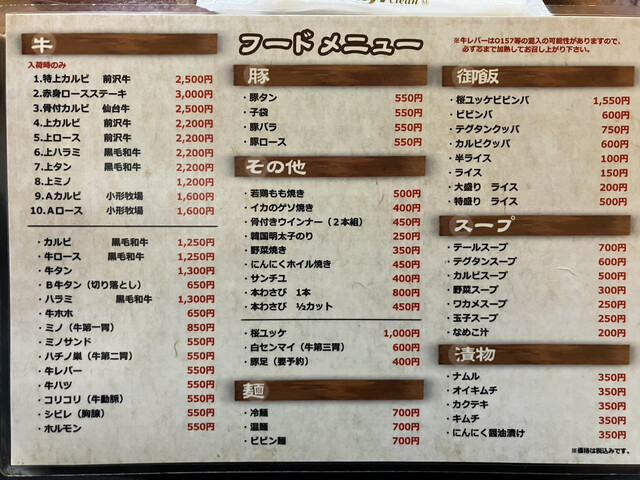 clean
フード メニュー
※牛レバーはO157等の混入の可能性がありますので、
必ず芯まで加熱してお召し上がり下さい。
牛
入荷時のみ
1.特上カルビ 前沢牛 2,500円
2.赤身ロースステーキ 3,000円
3.骨付カルビ 仙台牛 2,500円
4.上カルビ 前沢牛 2,200円
5.上ロース 前沢牛 2,200円
6.上ハラミ 黒毛和牛 2,200円
7.上タン 黒毛和牛 2,200円
8.上ミノ 1,200円
9.Aカルビ 小形牧場 1,600円
10.Aロース 小形牧場 1,600円
・カルビ 黒毛和牛 1,250円
・牛ロース 黒毛和牛 1,250円
・牛タン 1,300円
・B牛タン（切り落とし） 650円
・ハラミ 黒毛和牛 1,300円
・牛ホホ 650円
・ミノ（牛第一胃） 850円
・ミノサンド 550円
・ハチノ巣（牛第二胃） 550円
・牛レバー 550円
・牛ハツ 550円
・コリコリ（牛動脈） 550円
・シビレ（胸腺） 550円
・ホルモン 550円
豚
・豚タン 550円
・子袋 550円
・豚バラ 550円
・豚ロース 550円
その他
・若鶏もも焼き 500円
・イカのゲソ焼き 400円
・骨付きウインナー（２本組） 450円
・韓国明太子のり 250円
・野菜焼き 350円
・にんにくホイル焼き 450円
・サンチユ 400円
・本わさび 1本 800円
・本わさび ½カット 450円
・桜ユッケ 1,000円
・白センマイ（牛第三胃） 600円
・豚足（要予約） 400円
麺
・冷麺 700円
・温麺 700円
・ビビン麺 700円
御飯
・桜ユッケビビンバ 1,550円
・ビビンバ 600円
・テグタンクッパ 750円
・カルビクッパ 600円
・半ライス 100円
・ライス 150円
・大盛り ライス 200円
・特盛り ライス 500円
スープ
・テールスープ 700円
・テグタンスープ 600円
・カルビスープ 500円
・野菜スープ 300円
・ワカメスープ 250円
・玉子スープ 250円
・なめこ汁 200円
漬物
・ナムル 350円
・オイキムチ 350円
・カクテキ 350円
・キムチ 350円
・にんにく醤油漬け 350円
※価格は税込みです。